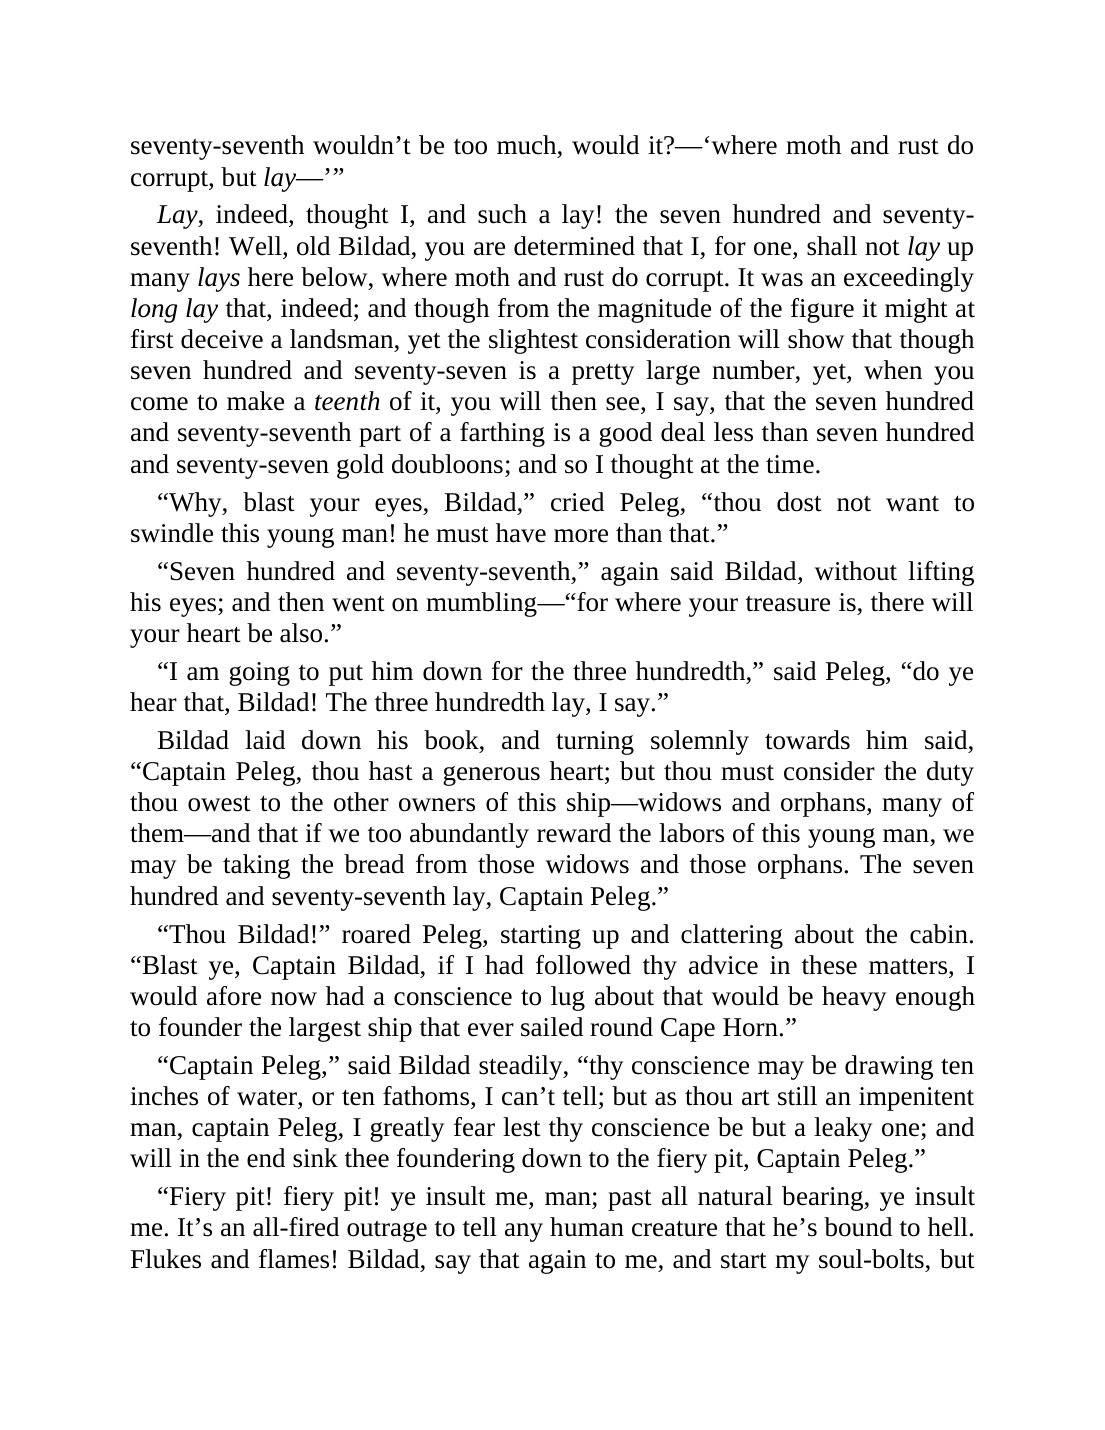 seventy-seventh wouldn’t be too much, would it?—‘where moth and rust do
corrupt, but lay—’”
Lay, indeed, thought I, and such a lay! the seven hundred and seventy-
seventh! Well, old Bildad, you are determined that I, for one, shall not lay up
many lays here below, where moth and rust do corrupt. It was an exceedingly
long lay that, indeed; and though from the magnitude of the figure it might at
first deceive a landsman, yet the slightest consideration will show that though
seven hundred and seventy-seven is a pretty large number, yet, when you
come to make a teenth of it, you will then see, I say, that the seven hundred
and seventy-seventh part of a farthing is a good deal less than seven hundred
and seventy-seven gold doubloons; and so I thought at the time.
“Why, blast your eyes, Bildad,” cried Peleg, “thou dost not want to
swindle this young man! he must have more than that.”
“Seven hundred and seventy-seventh,” again said Bildad, without lifting
his eyes; and then went on mumbling—“for where your treasure is, there will
your heart be also.”
“I am going to put him down for the three hundredth,” said Peleg, “do ye
hear that, Bildad! The three hundredth lay, I say.”
Bildad laid down his book, and turning solemnly towards him said,
“Captain Peleg, thou hast a generous heart; but thou must consider the duty
thou owest to the other owners of this ship—widows and orphans, many of
them—and that if we too abundantly reward the labors of this young man, we
may be taking the bread from those widows and those orphans. The seven
hundred and seventy-seventh lay, Captain Peleg.”
“Thou Bildad!” roared Peleg, starting up and clattering about the cabin.
“Blast ye, Captain Bildad, if I had followed thy advice in these matters, I
would afore now had a conscience to lug about that would be heavy enough
to founder the largest ship that ever sailed round Cape Horn.”
“Captain Peleg,” said Bildad steadily, “thy conscience may be drawing ten
inches of water, or ten fathoms, I can’t tell; but as thou art still an impenitent
man, captain Peleg, I greatly fear lest thy conscience be but a leaky one; and
will in the end sink thee foundering down to the fiery pit, Captain Peleg.”
“Fiery pit! fiery pit! ye insult me, man; past all natural bearing, ye insult
me. It’s an all-fired outrage to tell any human creature that he’s bound to hell.
Flukes and flames! Bildad, say that again to me, and start my soul-bolts, but